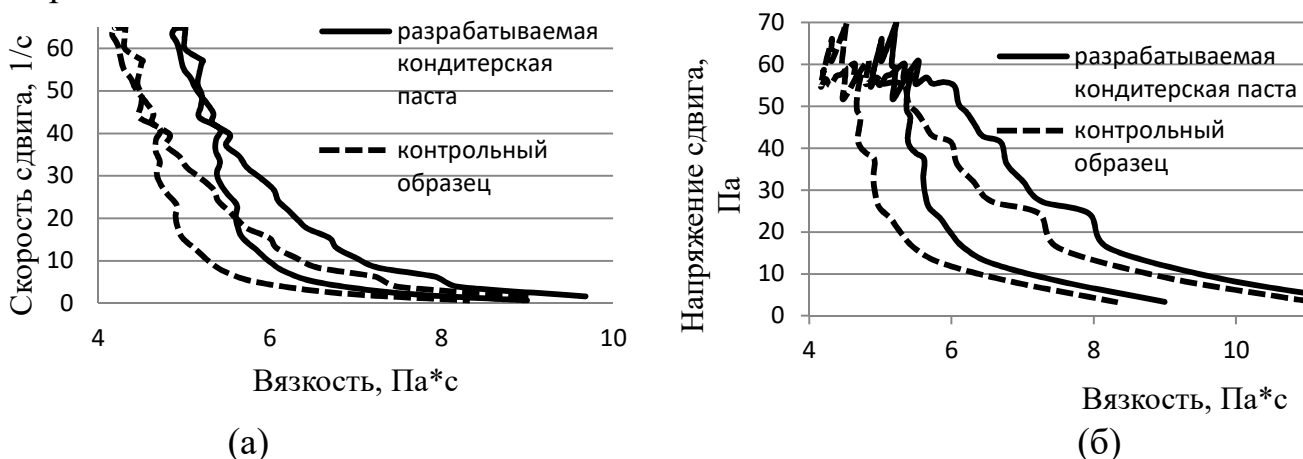 60
50
40
30
20
10
0
4
6
8
10
Скорость сдвига, 1/с
Вязкость, Па*с
разрабатываемая
кондитерская
паста
контрольный
образец
(а)
70
60
50
40
30
20
10
0
4
6
8
10
Напряжение сдвига,
Па
Вязкость, Па*с
разрабатываемая
кондитерская паста
контрольный
образец
(б)